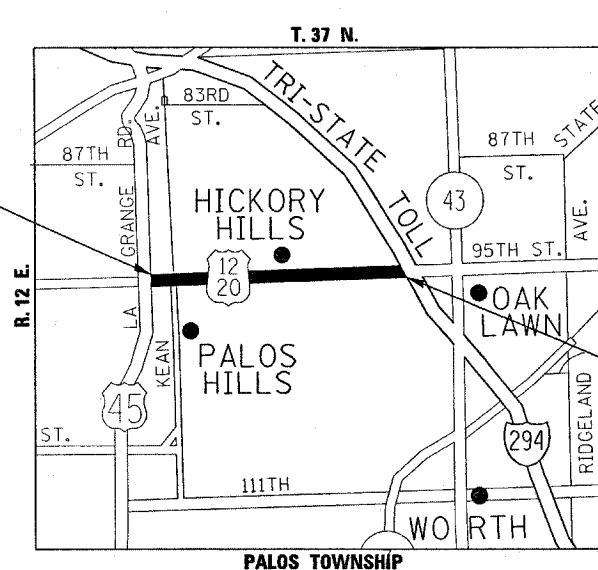 T. 37 N.
83RD
ST.
TRI-STATE TOLL
STATE
87TH
ST.
RD.
AVE.
87TH
ST.
43
HICKORY
HILLS
LA GRANGE
AVE.
95TH ST.
12
20
R. 12 E.
OAK
LAWN
PALOS
HILLS
KEAN
45
RIDGELAND
ST.
294
111TH
WORTH
PALOS TOWNSHIP